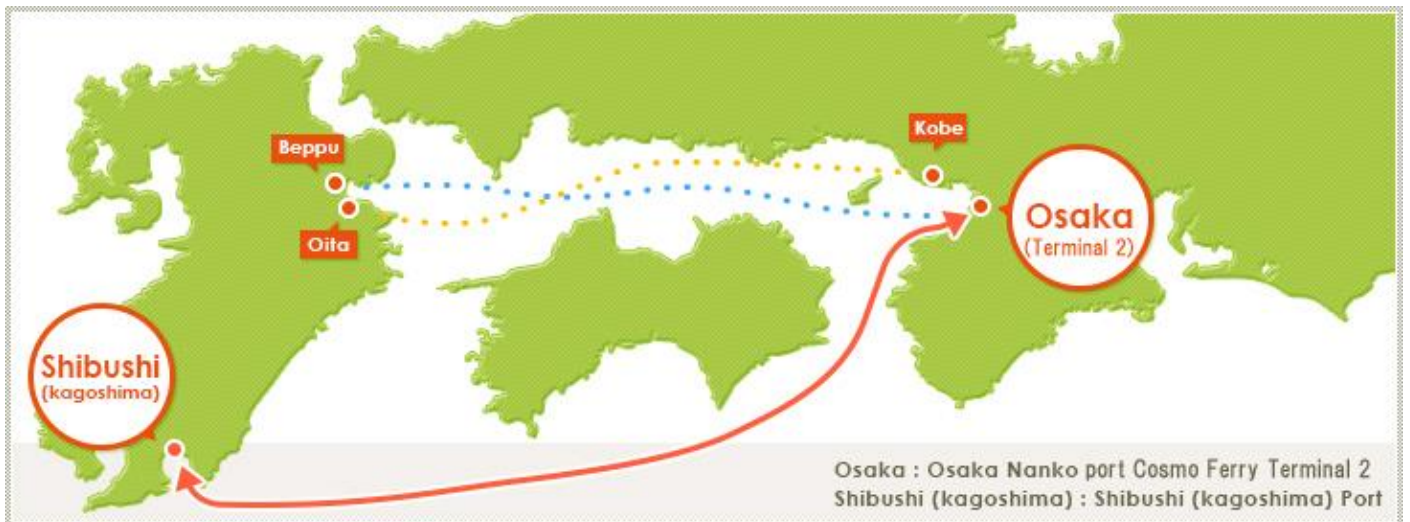 Kobe
Beppu
Oita
Osaka
(Terminal 2)
Shibushi
(kagoshima)
Osaka : Osaka Nanko port Cosmo Ferry Terminal 2
Shibushi (kagoshima) : Shibushi (kagoshima) Port